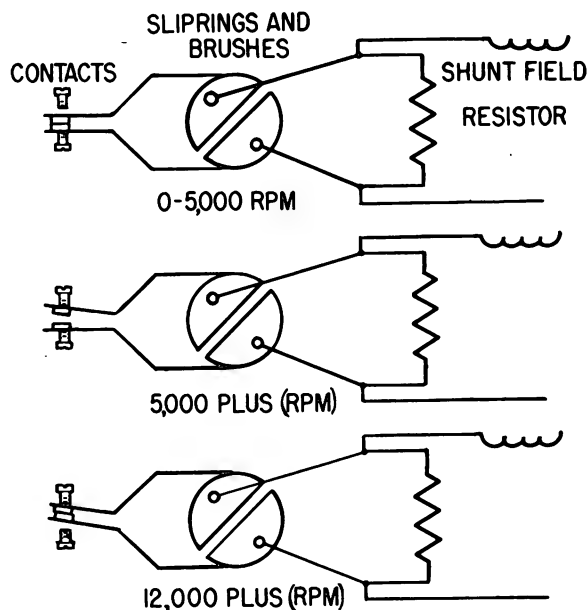 SLIPRINGS AND
BRUSHES
CONTACTS
SHUNT FIELD
RESISTOR
0-5,000 RPM
5,000 PLUS (RPM)
12,000 PLUS (RPM)